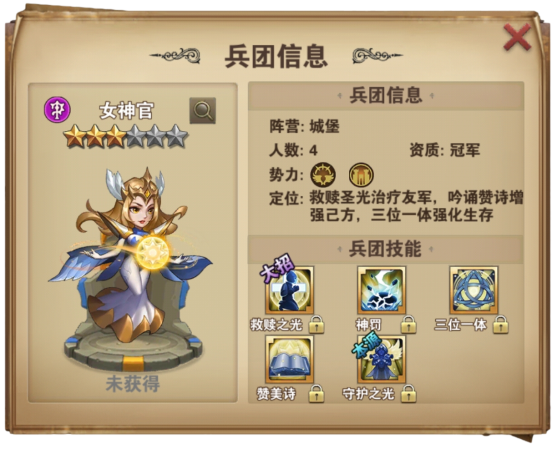 兵团信息
女神官
未获得
兵团信息
阵营: 城堡
人数: 4
资质: 冠军
势力:
定位: 救赎圣光治疗友军，吟诵赞诗增
强己方，三位一体强化生存
兵团技能
大招
救赎之光
神罚
三位一体
赞美诗
本源
守护之光